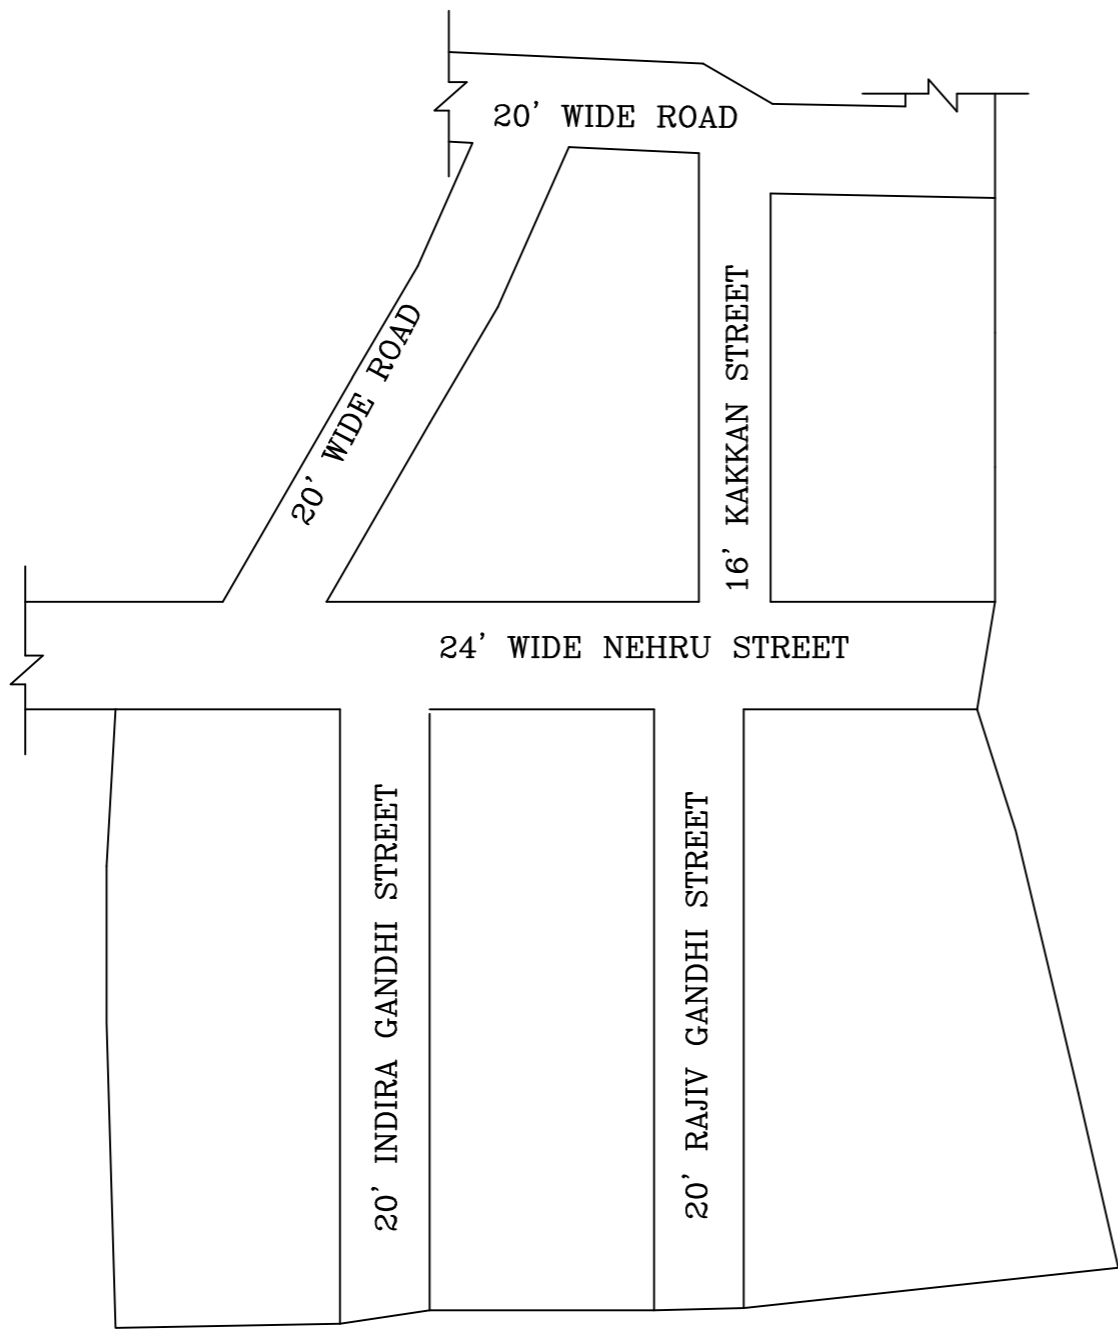 20' WIDE ROAD
20' WIDE ROAD
16' KAKKAN STREET
24' WIDE NEHRU STREET
20' INDIRA GANDHI STREET
20' RAJIV GANDHI STREET